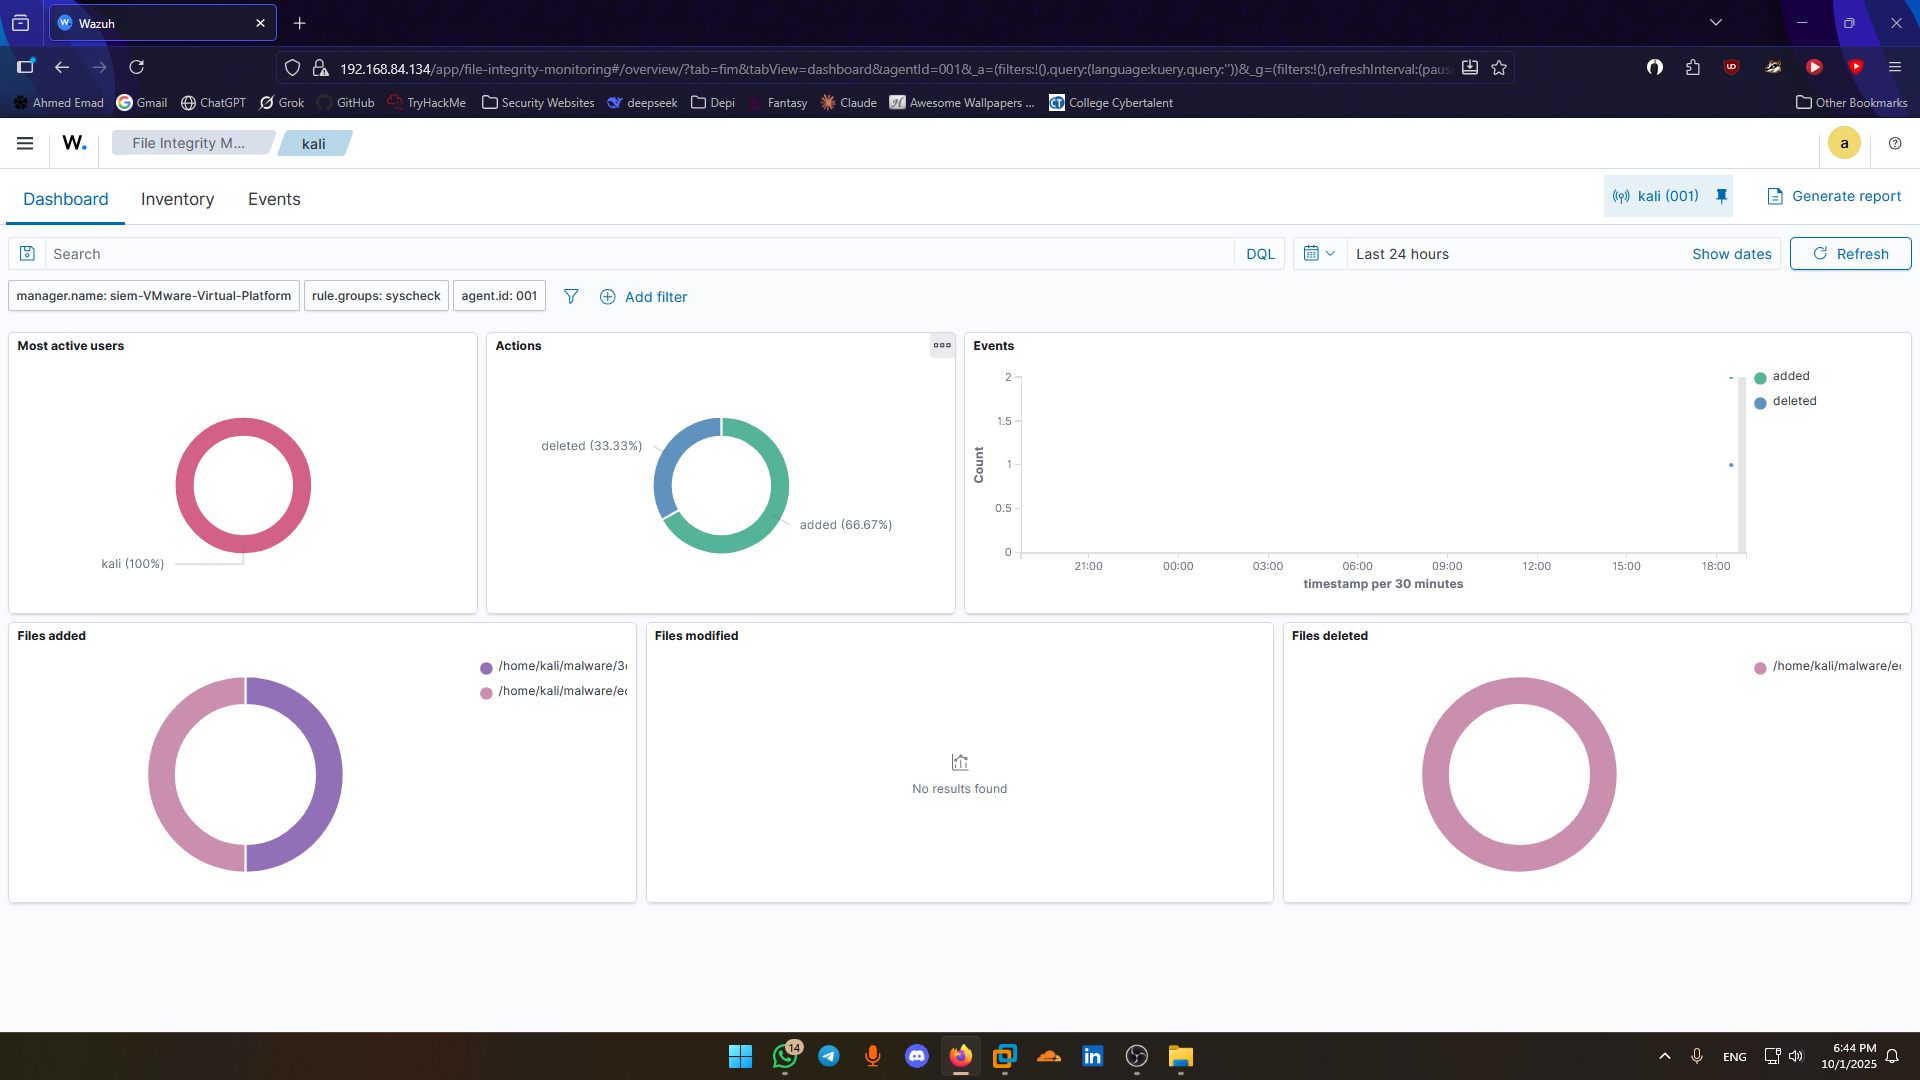 Wazuh
192.168.84.134/app/file-integrity-monitoring#/overview/?tab=fim&tabView=dashboard&agentId=001&_a=(filters:!(),query:(language:kuery,query:''))&_g=(filters:!(),refreshInterval:(paus
Ahmed Emad Gmail ChatGPT Grok GitHub TryHackMe Security Websites deepseek Depi Fantasy Claude Awesome Wallpapers ... College Cybertalent Other Bookmarks
W. File Integrity M... kali a
Dashboard Inventory Events kali (001) Generate report
Search DQL Last 24 hours Show dates Refresh
manager.name: siem-VMware-Virtual-Platform rule.groups: syscheck agent.id: 001 Add filter
Most active users
kali (100%)
Actions
deleted (33.33%)
added (66.67%)
Events
2
1.5
1
0.5
0
Count
21:00 00:00 03:00 06:00 09:00 12:00 15:00 18:00
timestamp per 30 minutes
added
deleted
Files added
/home/kali/malware/3
/home/kali/malware/e
Files modified
No results found
Files deleted
/home/kali/malware/e
14
ENG
6:44 PM
10/1/2025